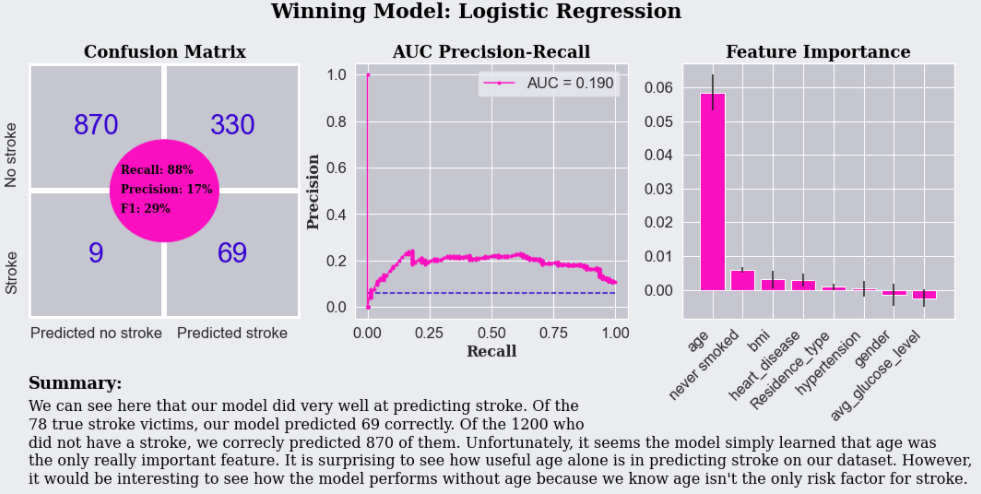 Winning Model: Logistic Regression
Confusion Matrix
No stroke
Stroke
870
330
Recall: 88%
Precision: 17%
F1: 29%
9
69
Predicted no stroke
Predicted stroke
AUC Precision-Recall
AUC = 0.190
Precision
1.0
0.8
0.6
0.4
0.2
0.0
0.00
0.25
0.50
0.75
1.00
Recall
Feature Importance
0.06
0.05
0.04
0.03
0.02
0.01
0.00
age
never smoked
bmi
heart_disease
Residence_type
hypertension
gender
avg_glucose_level
Summary:
We can see here that our model did very well at predicting stroke. Of the
78 true stroke victims, our model predicted 69 correctly. Of the 1200 who
did not have a stroke, we correcly predicted 870 of them. Unfortunately, it seems the model simply learned that age was
the only really important feature. It is surprising to see how useful age alone is in predicting stroke on our dataset. However,
it would be interesting to see how the model performs without age because we know age isn't the only risk factor for stroke.